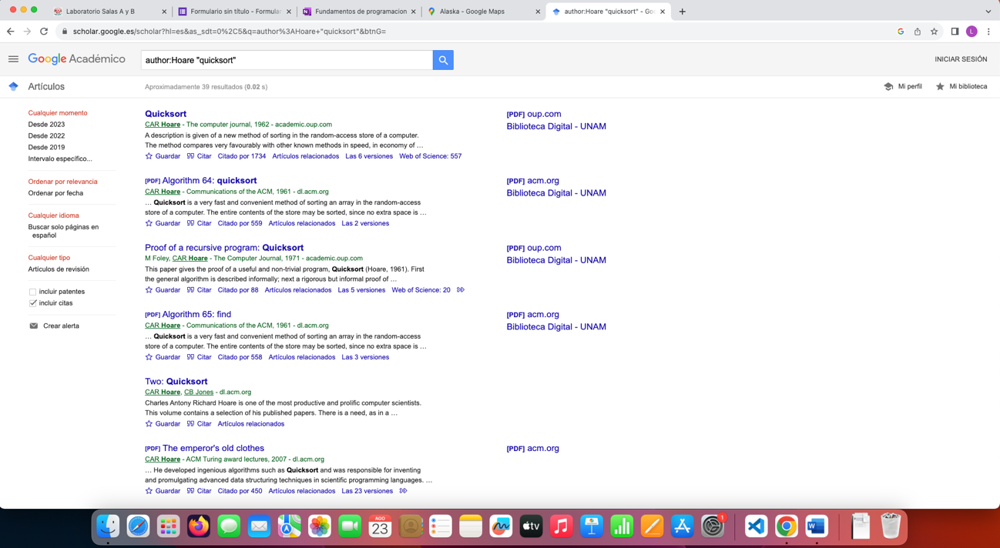 Laboratorio Salas A y B
Formulario sin título - Formular
Fundamentos de programacion
Alaska - Google Maps
author:Hoare "quicksort" - Goo
scholar.google.es/scholar?hl=es&as_sdt=0%2C5&q=author%3AHoare+"quicksort"&btnG=
L
Google Académico
author:Hoare "quicksort"
INICIAR SESIÓN
Artículos
Aproximadamente 39 resultados (0.02 s)
Mi perfil
Mi biblioteca
Cualquier momento
Desde 2023
Desde 2022
Desde 2019
Intervalo específico...
Ordenar por relevancia
Ordenar por fecha
Cualquier idioma
Buscar solo páginas en
español
Cualquier tipo
Artículos de revisión
incluir patentes
incluir citas
Crear alerta
Quicksort
CAR Hoare - The computer journal, 1962 - academic.oup.com
A description is given of a new method of sorting in the random-access store of a computer.
The method compares very favourably with other known methods in speed, in economy of …
Guardar Citar Citado por 1734 Artículos relacionados Las 6 versiones Web of Science: 557
[PDF] oup.com
Biblioteca Digital - UNAM
[PDF] Algorithm 64: quicksort
CAR Hoare - Communications of the ACM, 1961 - dl.acm.org
… Quicksort is a very fast and convenient method of sorting an array in the random-access
store of a computer. The entire contents of the store may be sorted, since no extra space is …
Guardar Citar Citado por 559 Artículos relacionados Las 2 versiones
[PDF] acm.org
Biblioteca Digital - UNAM
Proof of a recursive program: Quicksort
M Foley, CAR Hoare - The Computer Journal, 1971 - academic.oup.com
This paper gives the proof of a useful and non-trivial program, Quicksort (Hoare, 1961). First
the general algorithm is described informally; next a rigorous but informal proof of …
Guardar Citar Citado por 88 Artículos relacionados Las 5 versiones Web of Science: 20
[PDF] oup.com
Biblioteca Digital - UNAM
[PDF] Algorithm 65: find
CAR Hoare - Communications of the ACM, 1961 - dl.acm.org
… Quicksort is a very fast and convenient method of sorting an array in the random-access
store of a computer. The entire contents of the store may be sorted, since no extra space is …
Guardar Citar Citado por 558 Artículos relacionados Las 3 versiones
[PDF] acm.org
Biblioteca Digital - UNAM
Two: Quicksort
CAR Hoare, CB Jones - dl.acm.org
Charles Antony Richard Hoare is one of the most productive and prolific computer scientists.
This volume contains a selection of his published papers. There is a need, as in a …
Guardar Citar Artículos relacionados
[PDF] The emperor's old clothes
CAR Hoare - ACM Turing award lectures, 2007 - dl.acm.org
… He developed ingenious algorithms such as Quicksort and was responsible for inventing
and promulgating advanced data structuring techniques in scientific programming languages. …
Guardar Citar Citado por 450 Artículos relacionados Las 23 versiones
[PDF] acm.org
AGO
23
tv
1
W